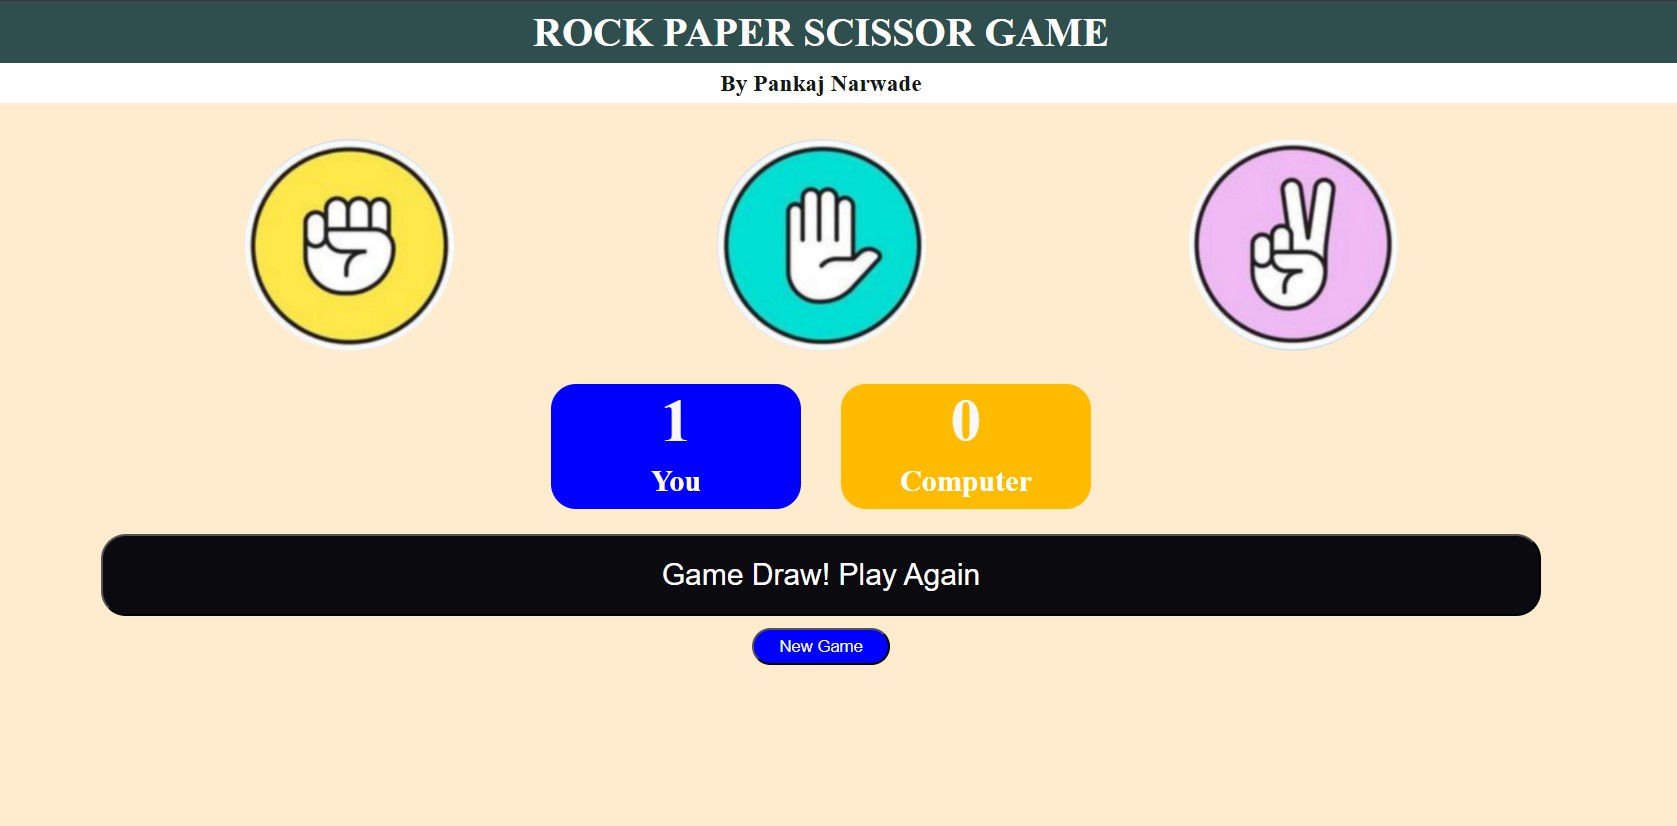 ROCK PAPER SCISSOR GAME
By Pankaj Narwade
1
You
0
Computer
Game Draw! Play Again
New Game